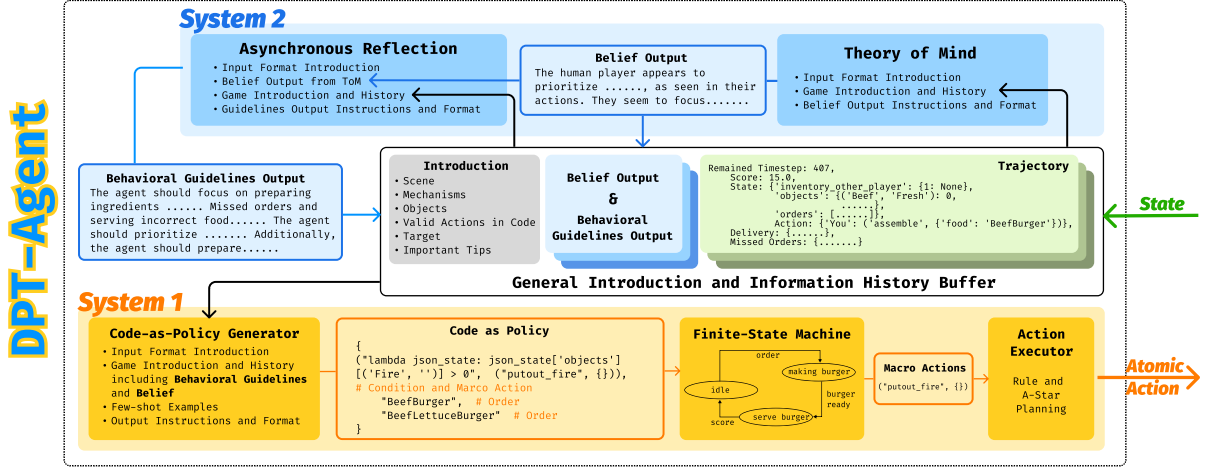 DPT-Agent
System 2
Asynchronous Reflection
• Input Format Introduction
• Belief Output from ToM
• Game Introduction and History
• Guidelines Output Instructions and Format
Belief Output
The human player appears to
prioritize ......, as seen in their
actions. They seem to focus.......
Theory of Mind
• Input Format Introduction
• Game Introduction and History
• Belief Output Instructions and Format
Behavioral Guidelines Output
The agent should focus on preparing
ingredients ...... Missed orders and
serving incorrect food...... The agent
should prioritize ....... Additionally,
the agent should prepare......
Introduction
• Scene
• Mechanisms
• Objects
• Valid Actions in Code
• Target
• Important Tips
Belief Output
&
Behavioral
Guidelines Output
Trajectory
Remained Timestep: 407,
Score: 15.0,
State: {'inventory_other_player': {1: None},
'objects': {('Beef', 'Fresh'): 0,
......},
'orders': [......]},
Action: {'You': ('assemble', {'food': 'BeefBurger'})},
Delivery: {......},
Missed Orders: {.......}
General Introduction and Information History Buffer
State
System 1
Code-as-Policy Generator
• Input Format Introduction
• Game Introduction and History
including Behavioral Guidelines
and Belief
• Few-shot Examples
• Output Instructions and Format
Code as Policy
{
("lambda json_state: json_state['objects']
[('Fire', '')] > 0", ("putout_fire", {})),
# Condition and Marco Action
"BeefBurger", # Order
"BeefLettuceBurger" # Order
}
Finite-State Machine
order
making burger
idle
burger
ready
serve burger
score
Macro Actions
("putout_fire", {})
Action
Executor
Rule and
A-Star
Planning
Atomic
Action